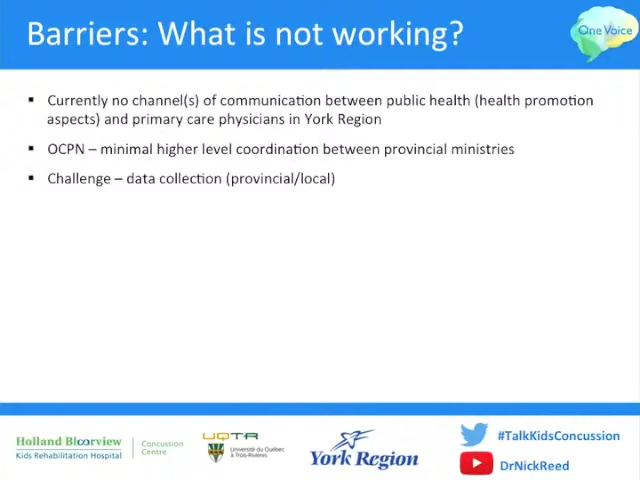 Barriers: What is not working?
One Voice
▪ Currently no channel(s) of communication between public health (health promotion
aspects) and primary care physicians in York Region
▪ OCPN – minimal higher level coordination between provincial ministries
▪ Challenge – data collection (provincial/local)
Holland Bloorview
Kids Rehabilitation Hospital
Concussion
Centre
UQTR
Université du Québec
à Trois-Rivières
York Region
#TalkKidsConcussion
DrNickReed